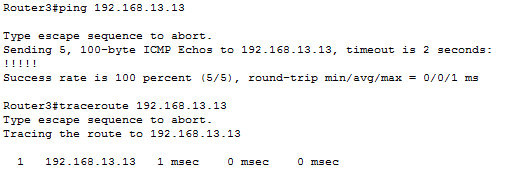 Router3#ping 192.168.13.13
Type escape sequence to abort.
Sending 5, 100-byte ICMP Echos to 192.168.13.13, timeout is 2 seconds:
!!!!!
Success rate is 100 percent (5/5), round-trip min/avg/max = 0/0/1 ms
Router3#traceroute 192.168.13.13
Type escape sequence to abort.
Tracing the route to 192.168.13.13
1 192.168.13.13 1 msec 0 msec 0 msec